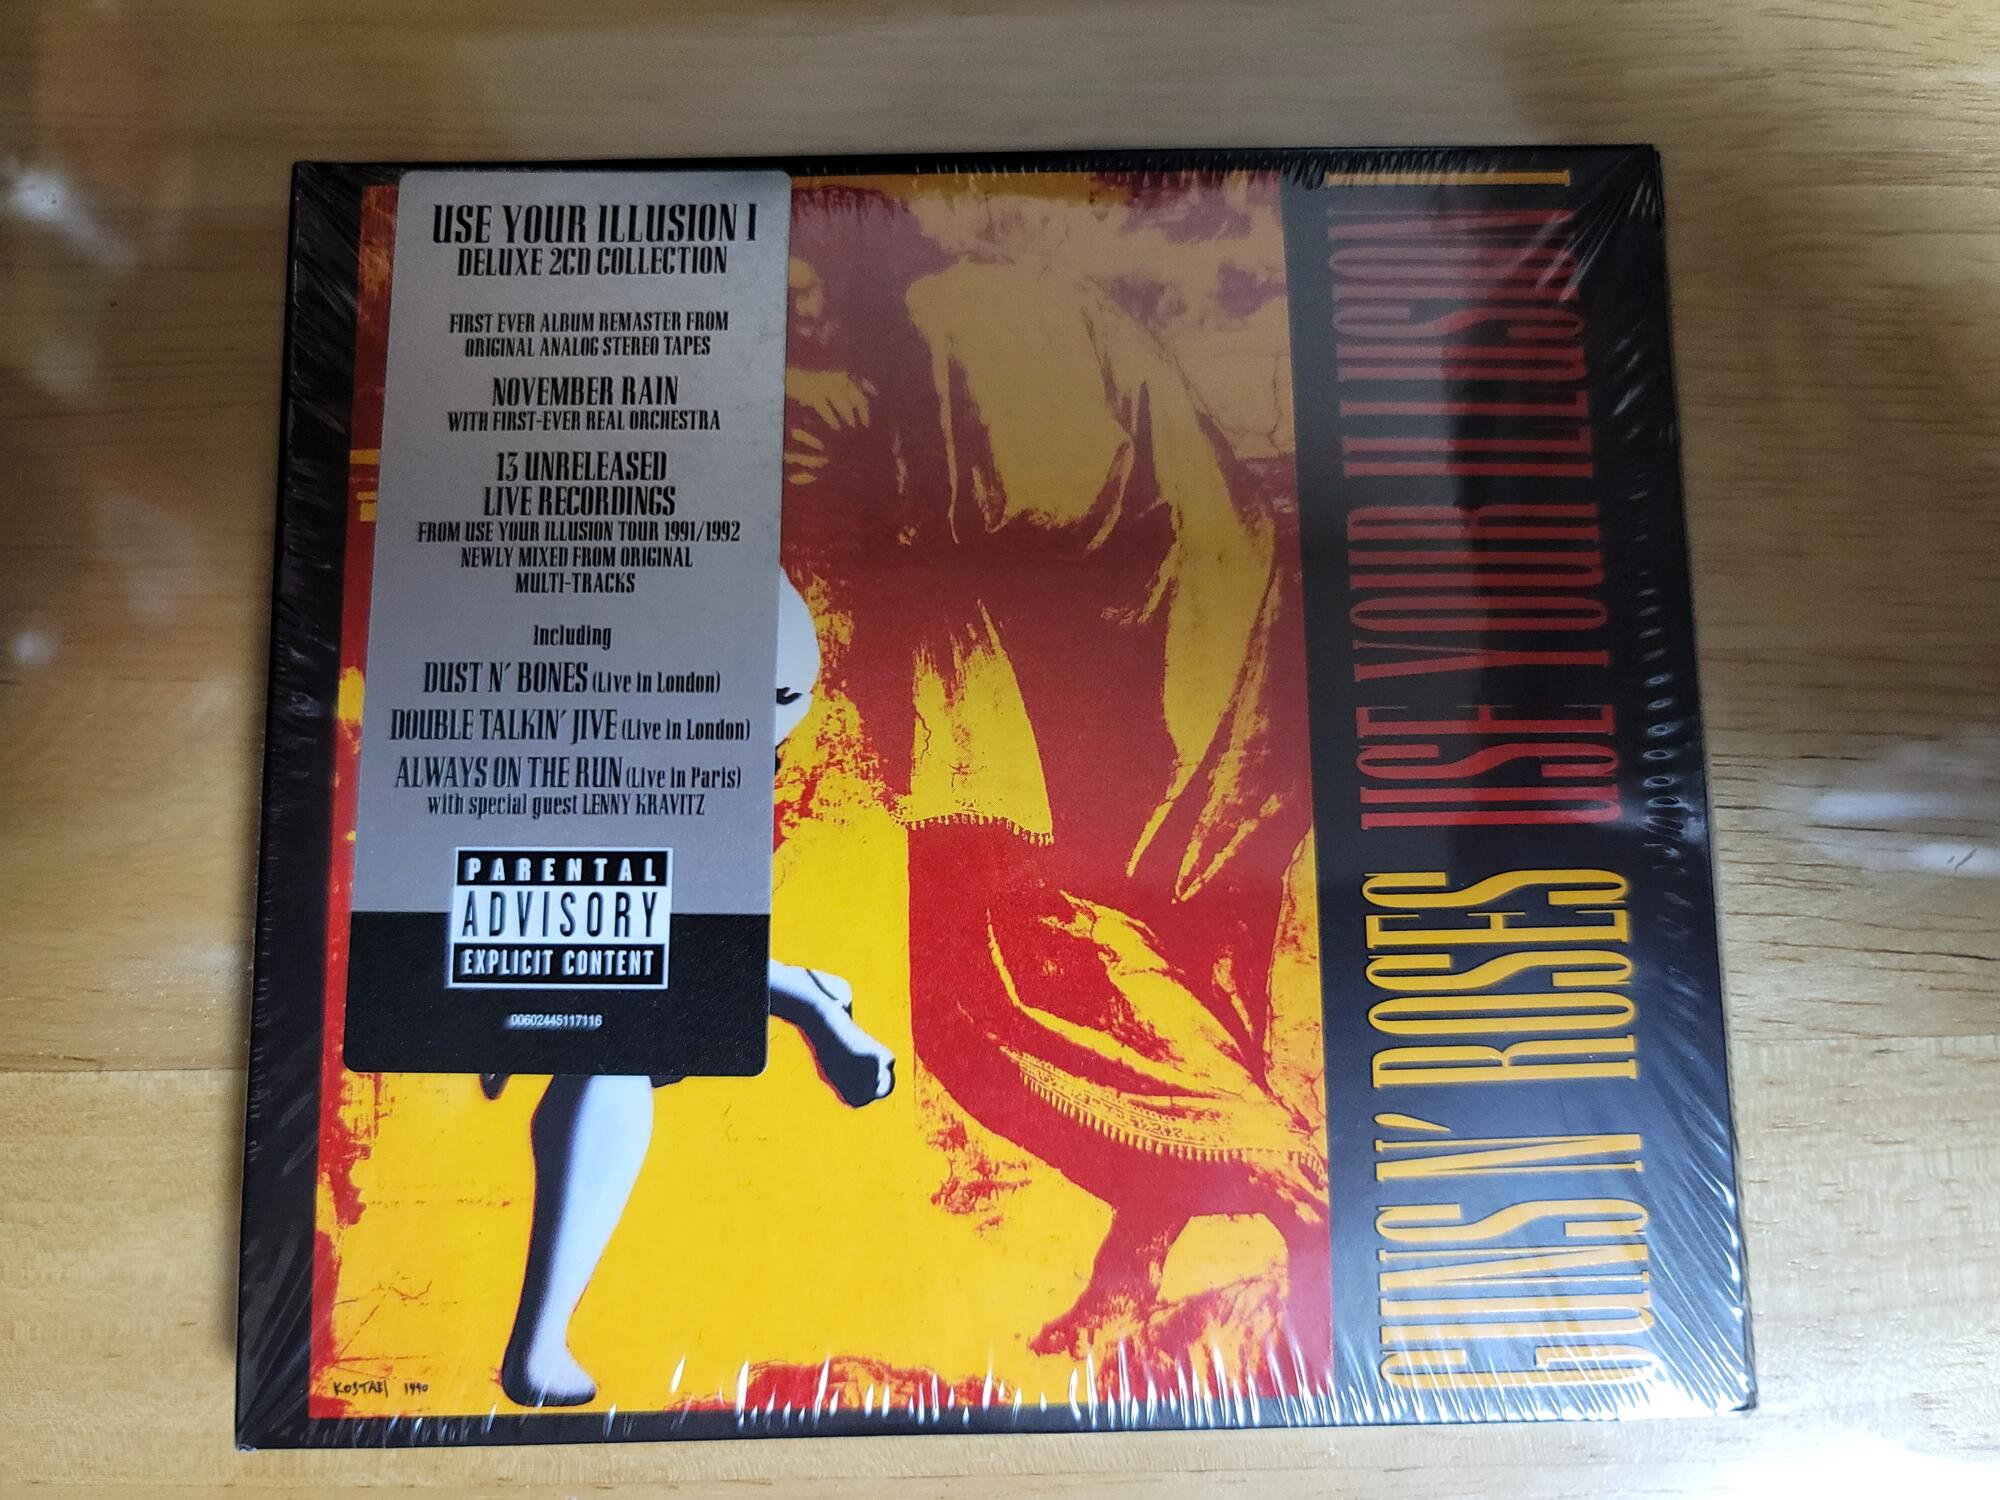 USE YOUR ILLUSION I
DELUXE 2CD COLLECTION
FIRST EVER ALBUM REMASTER FROM
ORIGINAL ANALOG STEREO TAPES
NOVEMBER RAIN
WITH FIRST-EVER REAL ORCHESTRA
13 UNRELEASED
LIVE RECORDINGS
FROM USE YOUR ILLUSION TOUR 1991/1992
NEWLY MIXED FROM ORIGINAL
MULTI-TRACKS
Including
DUST N' BONES (Live in London)
DOUBLE TALKIN' JIVE (Live in London)
ALWAYS ON THE RUN (Live in Paris)
with special guest LENNY KRAVITZ
PARENTAL
ADVISORY
EXPLICIT CONTENT
00602445117116
KOSTABI 1990
GUNS N' ROSES USE YOUR ILLUSION I